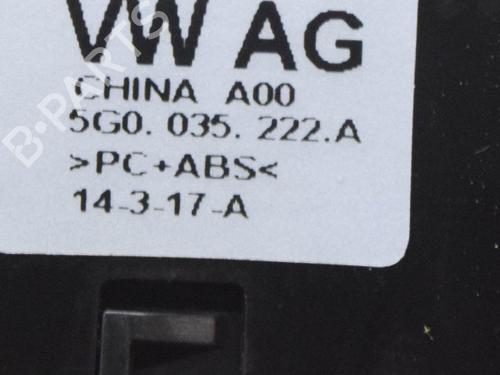 VW AG
CHINA A00
5G0. 035. 222.A
>PC+ABS<
14-3-17-A
B-PARTS